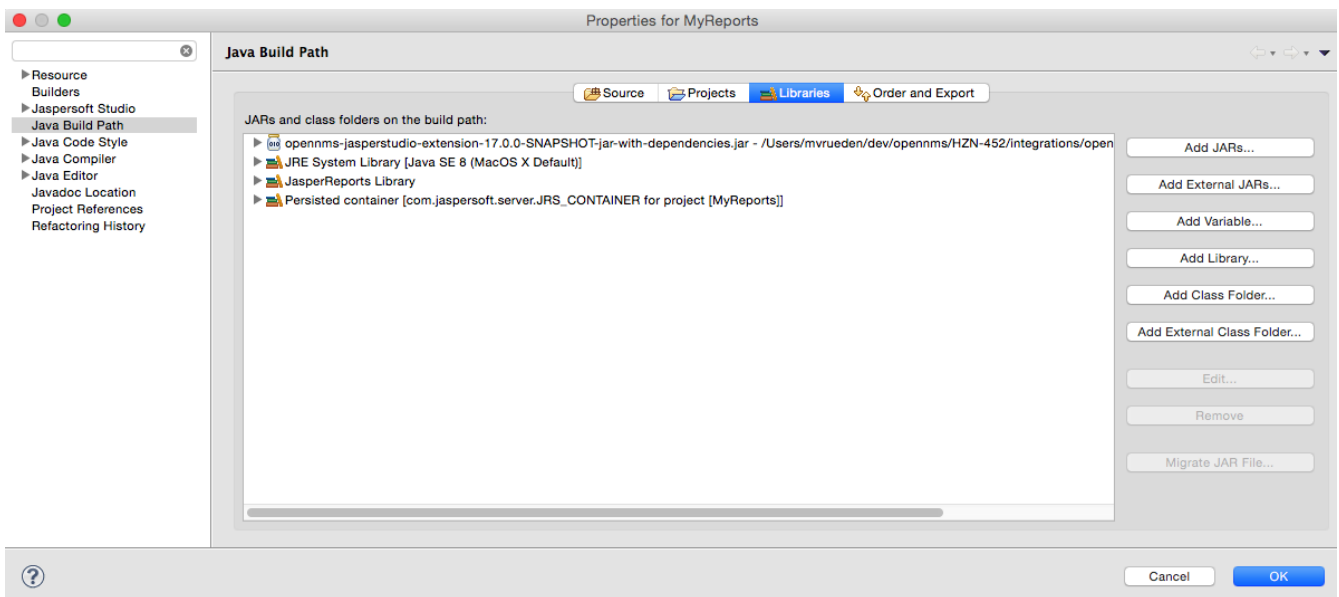 Properties for MyReports
Java Build Path
Resource
Builders
Jaspersoft Studio
Java Build Path
Java Code Style
Java Compiler
Java Editor
Javadoc Location
Project References
Refactoring History
Source Projects Libraries Order and Export
JARs and class folders on the build path:
opennms-jasperstudio-extension-17.0.0-SNAPSHOT-jar-with-dependencies.jar - /Users/mvrueden/dev/opennms/HZN-452/integrations/open
JRE System Library [Java SE 8 (MacOS X Default)]
JasperReports Library
Persisted container [com.jaspersoft.server.JRS_CONTAINER for project [MyReports]]
Add JARs...
Add External JARs...
Add Variable...
Add Library...
Add Class Folder...
Add External Class Folder...
Edit...
Remove
Migrate JAR File...
?
Cancel
OK